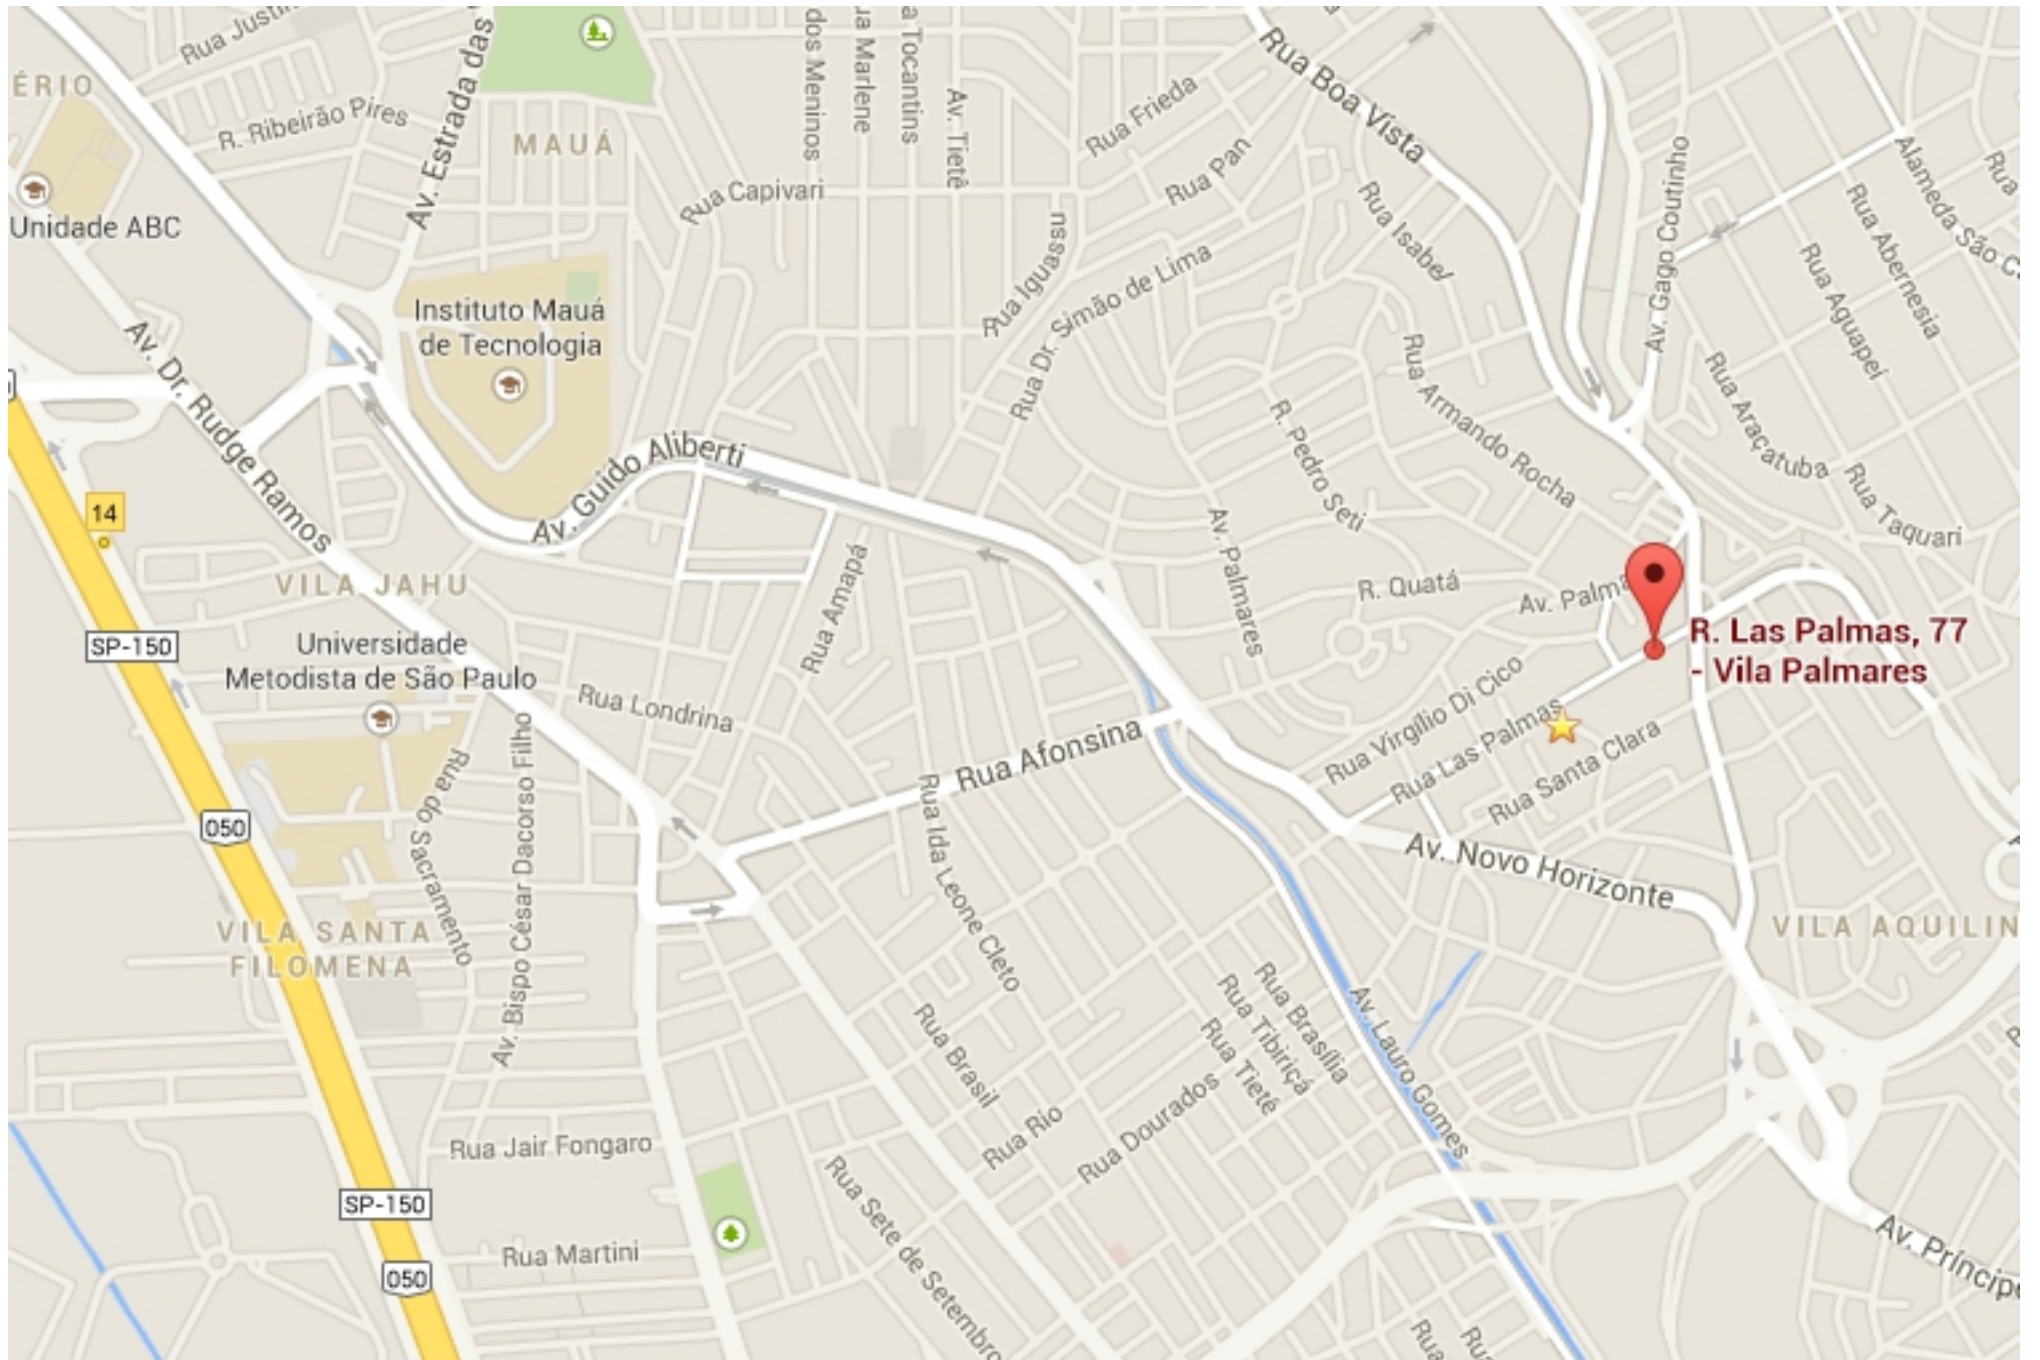 Rua Justin
Av. Estrada das
dos Meninos
ua Marlene
a Tocantins
Av. Tietê
Rua Boa Vista
ÉRIO
R. Ribeirão Pires
MAUÁ
Rua Frieda
Rua Pan
Av. Gago Coutinho
Alameda São C
Rua
Unidade ABC
Rua Capivari
Rua Isabel
Rua Abernesia
Rua Aguapeí
Rua Iguassu
Rua Dr. Simão de Lima
Instituto Mauá
de Tecnologia
Av. Dr. Rudge Ramos
Rua Armando Rocha
Rua Araçatuba
R. Pedro Seti
Rua Taquari
Av. Guido Aliberti
14
Av. Palmares
R. Quatá
Av. Palma
VILA JAHU
Rua Amapá
SP-150
Universidade
Metodista de São Paulo
R. Las Palmas, 77
- Vila Palmares
Rua Londrina
Rua Virgílio Di Cico
Rua Las Palmas
Rua Santa Clara
Rua Afonsina
Rua do Sacramento
Av. Bispo César Dacorso Filho
Rua Ida Leone Cleto
050
Av. Novo Horizonte
VILA SANTA
FILOMENA
VILA AQUILIN
Rua Brasília
Rua Tibiriçá
Rua Tietê
Av. Lauro Gomes
Rua Brasil
Rua Rio
Rua Dourados
Rua Jair Fongaro
SP-150
Rua Sete de Setembro
Av. Príncipe
Rua Martini
050
Rua
Rua